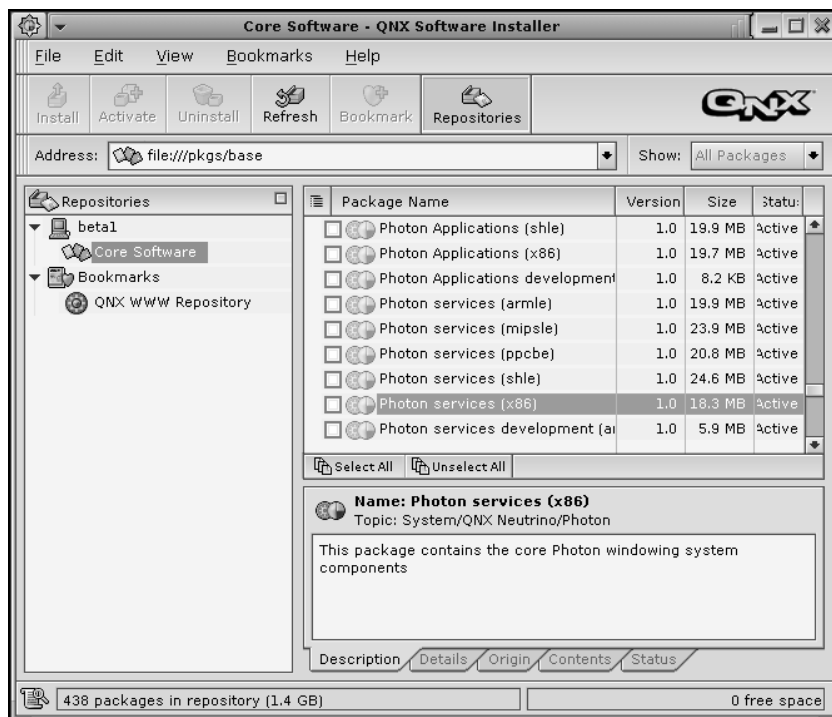 Core Software - QNX Software Installer
File Edit View Bookmarks Help
Install Activate Uninstall Refresh Bookmark Repositories QNX
Address: file:///pkgs/base Show: All Packages
Repositories
beta1
Core Software
Bookmarks
QNX WWW Repository
Package Name Version Size Statu
Photon Applications (shle) 1.0 19.9 MB Active
Photon Applications (x86) 1.0 19.7 MB Active
Photon Applications development 1.0 8.2 KB Active
Photon services (armle) 1.0 19.9 MB Active
Photon services (mipsle) 1.0 23.9 MB Active
Photon services (ppcbe) 1.0 20.8 MB Active
Photon services (shle) 1.0 24.6 MB Active
Photon services (x86) 1.0 18.3 MB Active
Photon services development (a 1.0 5.9 MB Active
Select All Unselect All
Name: Photon services (x86)
Topic: System/QNX Neutrino/Photon
This package contains the core Photon windowing system
components
Description Details Origin Contents Status
438 packages in repository (1.4 GB) 0 free space